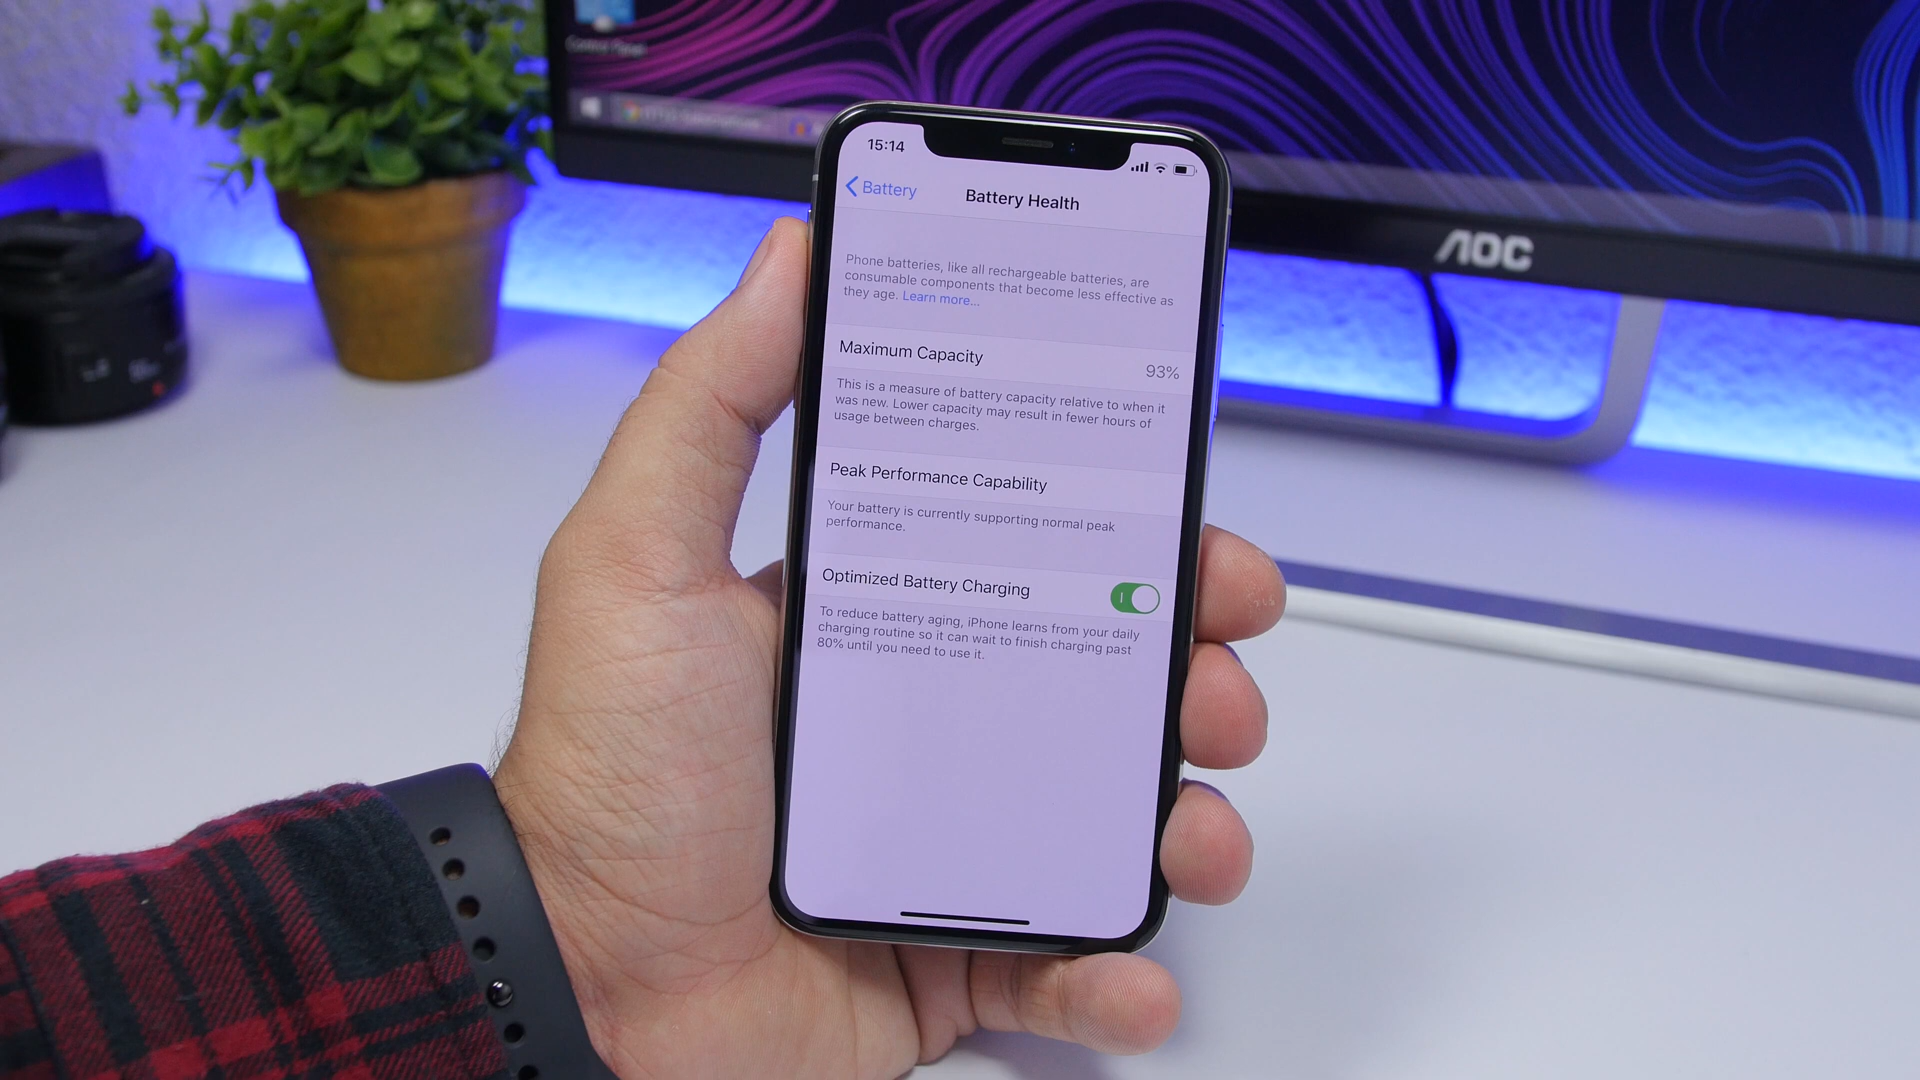 Control Panel
15:14
Battery
Battery Health
Phone batteries, like all rechargeable batteries, are
consumable components that become less effective as
they age. Learn more...
Maximum Capacity
93%
This is a measure of battery capacity relative to when it
was new. Lower capacity may result in fewer hours of
usage between charges.
Peak Performance Capability
Your battery is currently supporting normal peak
performance.
Optimized Battery Charging
To reduce battery aging, iPhone learns from your daily
charging routine so it can wait to finish charging past
80% until you need to use it.
AOC